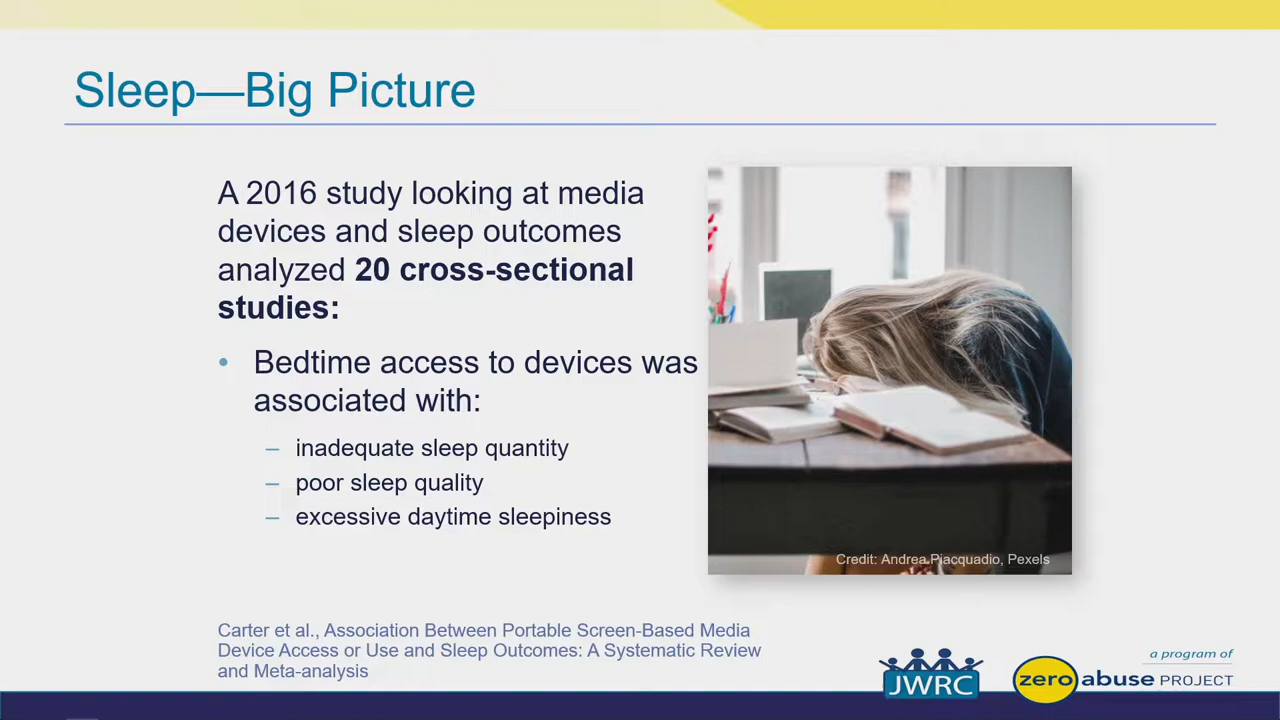 Sleep—Big Picture
A 2016 study looking at media
devices and sleep outcomes
analyzed 20 cross-sectional
studies:
• Bedtime access to devices was
associated with:
– inadequate sleep quantity
– poor sleep quality
– excessive daytime sleepiness
Credit: Andrea Piacquadio, Pexels
Carter et al., Association Between Portable Screen-Based Media
Device Access or Use and Sleep Outcomes: A Systematic Review
and Meta-analysis
JWRC
a program of
zero abuse PROJECT